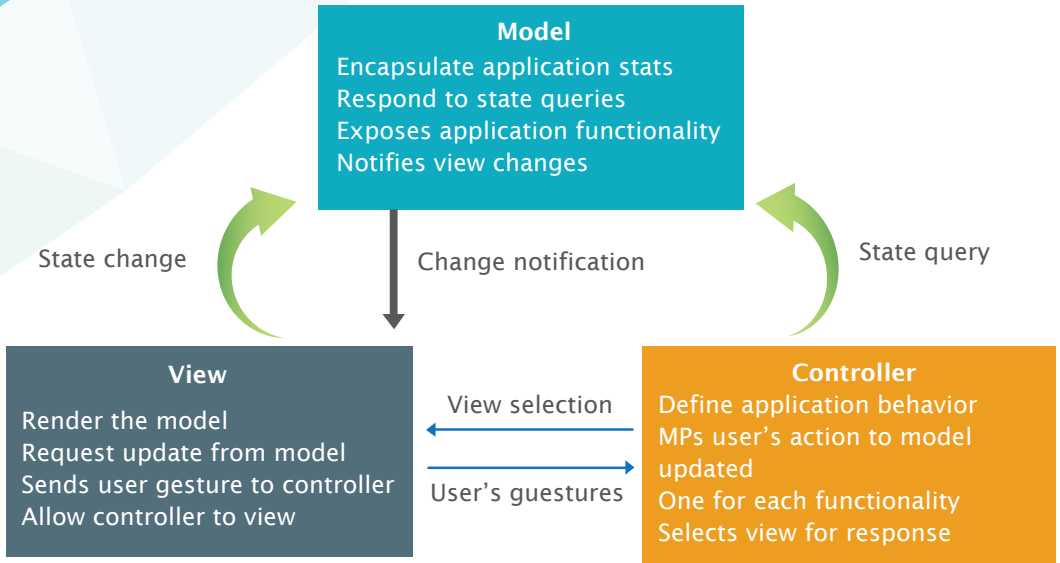 Model
Encapsulate application stats
Respond to state queries
Exposes application functionality
Notifies view changes
State change
Change notification
State query
View
Render the model
Request update from model
Sends user gesture to controller
Allow controller to view
View selection
User's guestures
Controller
Define application behavior
MPs user's action to model
updated
One for each functionality
Selects view for response